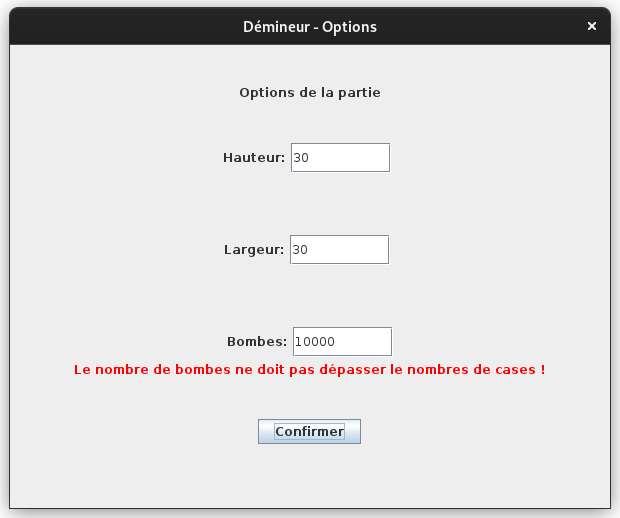 Démineur - Options
Options de la partie
Hauteur: 30
Largeur: 30
Bombes: 10000
Le nombre de bombes ne doit pas dépasser le nombres de cases !
Confirmer